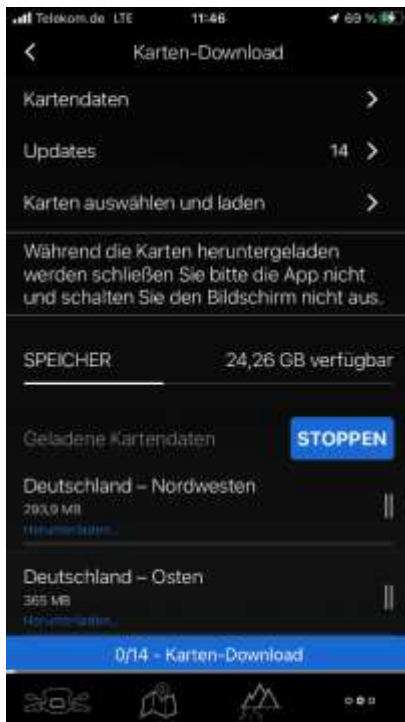 Telekom.de LTE 11:46 69 %
Karten-Download
Kartendaten
Updates 14
Karten auswählen und laden
Während die Karten heruntergeladen
werden schließen Sie bitte die App nicht
und schalten Sie den Bildschirm nicht aus.
SPEICHER 24,26 GB verfügbar
Geladene Kartendaten STOPPEN
Deutschland – Nordwesten
293,9 MB
Herunterladen...
Deutschland – Osten
365 MB
Herunterladen...
0/14 - Karten-Download